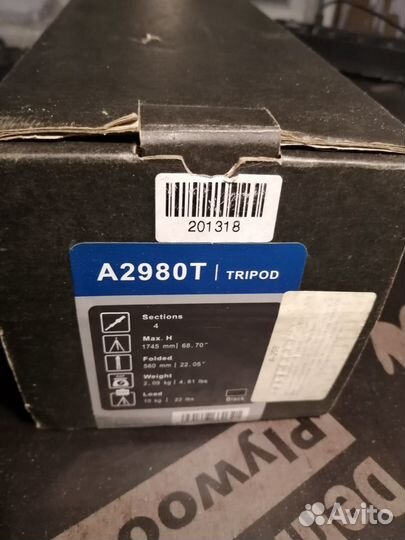 201318
A2980T | TRIPOD
Sections
4
Max. H
1745 mm| 68.70"
Folded
560 mm | 22.05"
Weight
2.09 kg | 4.61 lbs
Load
10 kg | 22 lbs
Black
Plywoo
Avito